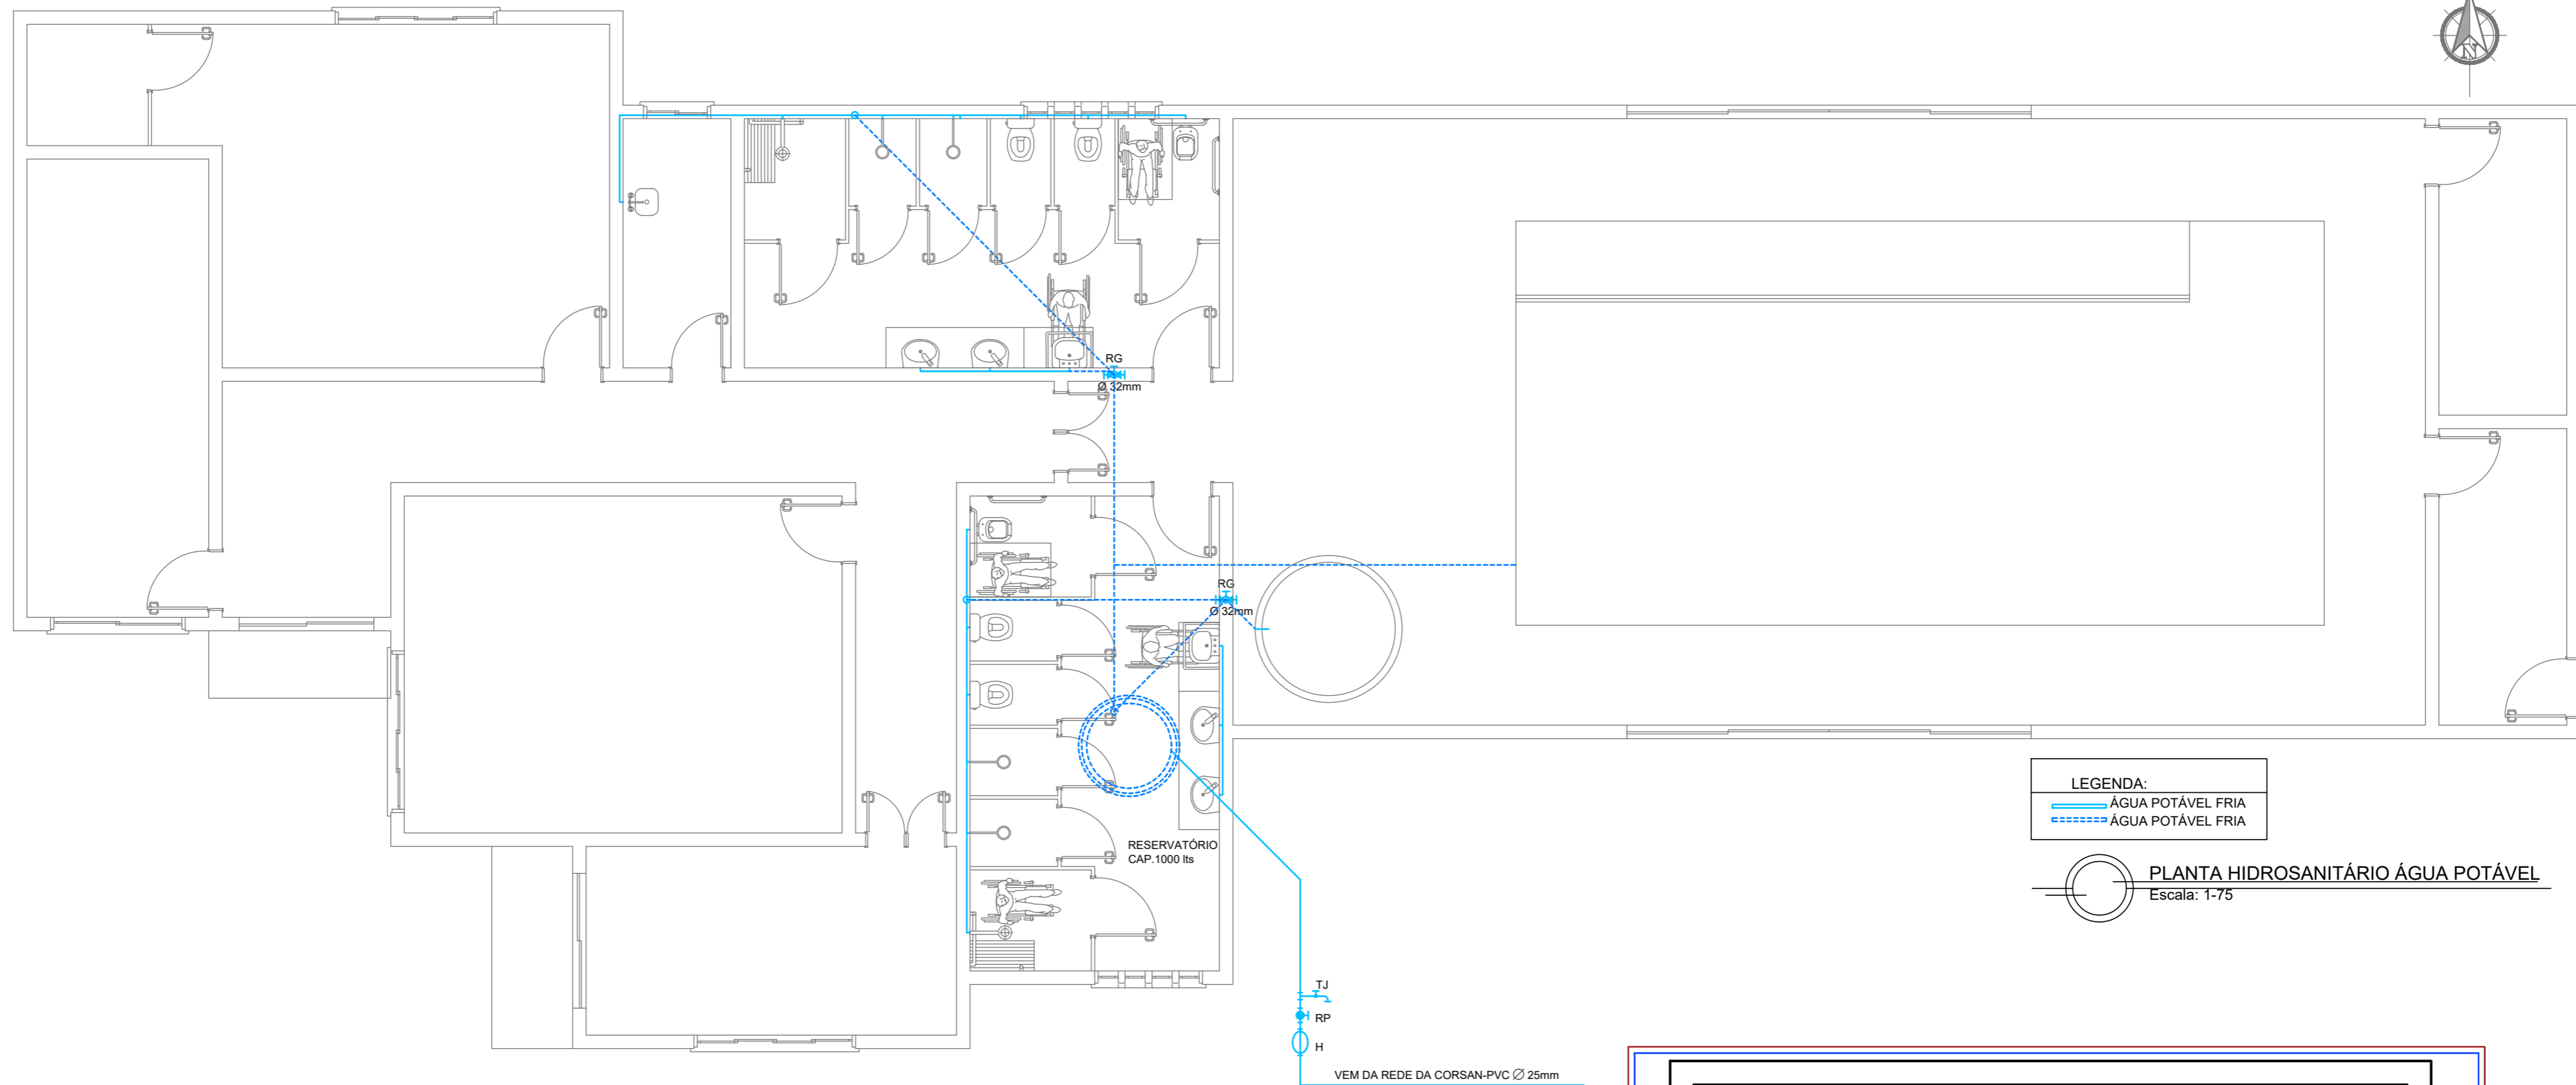 N
RG
Ø 32mm
RG
Ø 32mm
RESERVATÓRIO
CAP.1000 lts
LEGENDA:
ÁGUA POTÁVEL FRIA
ÁGUA POTÁVEL FRIA
PLANTA HIDROSANITÁRIO ÁGUA POTÁVEL
Escala: 1-75
TJ
RP
H
VEM DA REDE DA CORSAN-PVC Ø 25mm